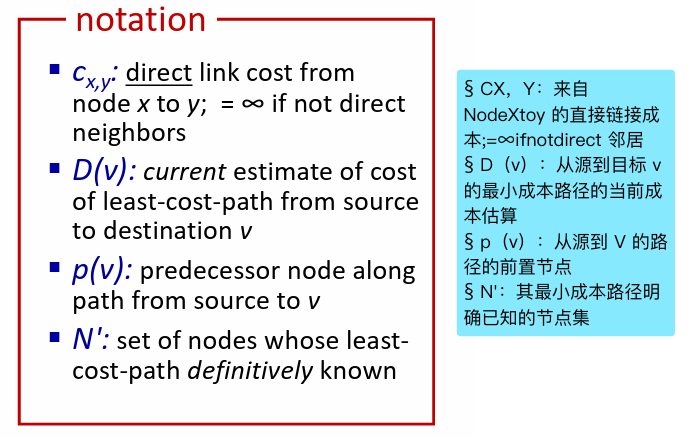 notation
▪ cx,y: direct link cost from
node x to y; = ∞ if not direct
neighbors
▪ D(v): current estimate of cost
of least-cost-path from source
to destination v
▪ p(v): predecessor node along
path from source to v
▪ N': set of nodes whose least-
cost-path definitively known
§ CX，Y：来自
NodeXtoy 的直接链接成
本;=∞ifnotdirect 邻居
§ D（v）：从源到目标 v
的最小成本路径的当前成
本估算
§ p（v）：从源到 V 的路
径的前置节点
§ N'：其最小成本路径明
确已知的节点集